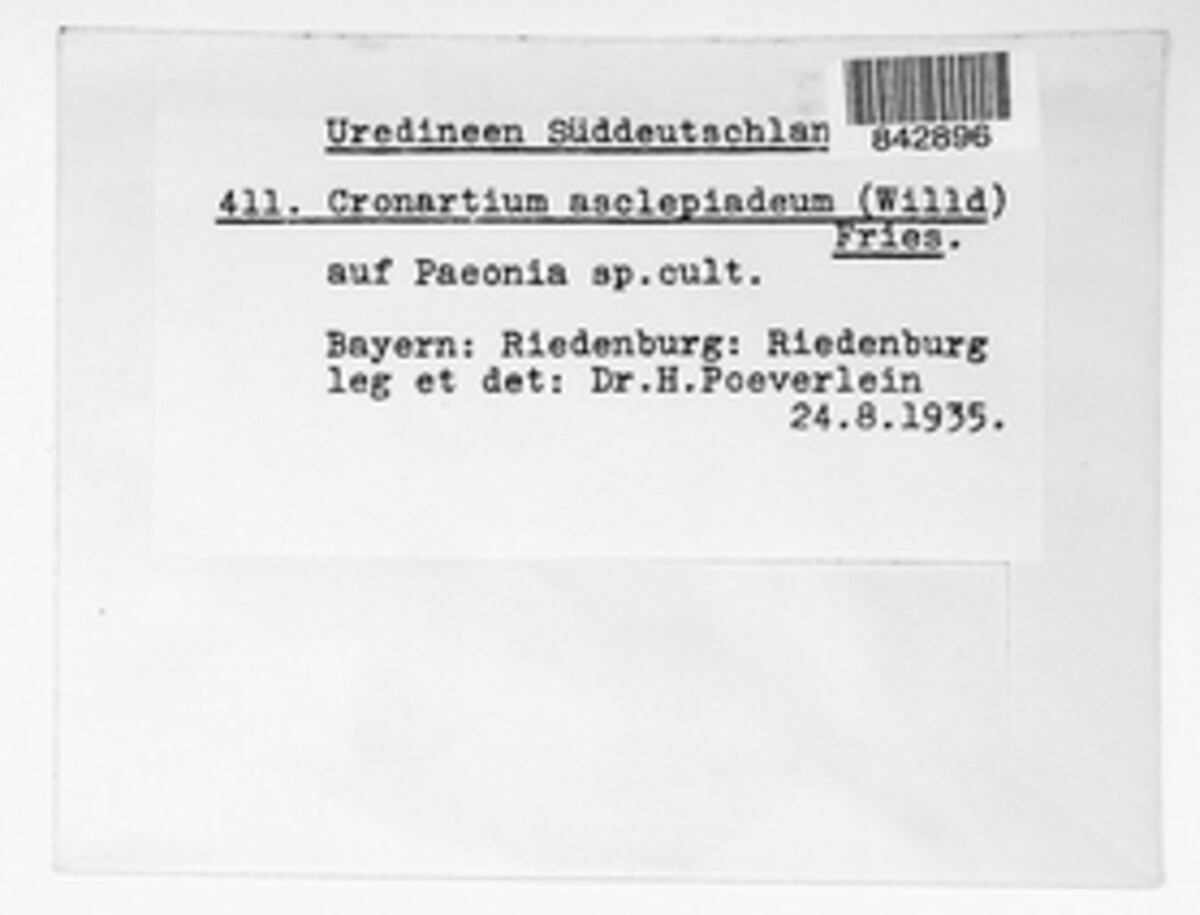 Uredineen Süddeutschlan
842896
411. Cronartium asclepiadeum (Willd)
Fries.
auf Paeonia sp.cult.
Bayern: Riedenburg: Riedenburg
leg et det: Dr.H.Poeverlein
24.8.1935.